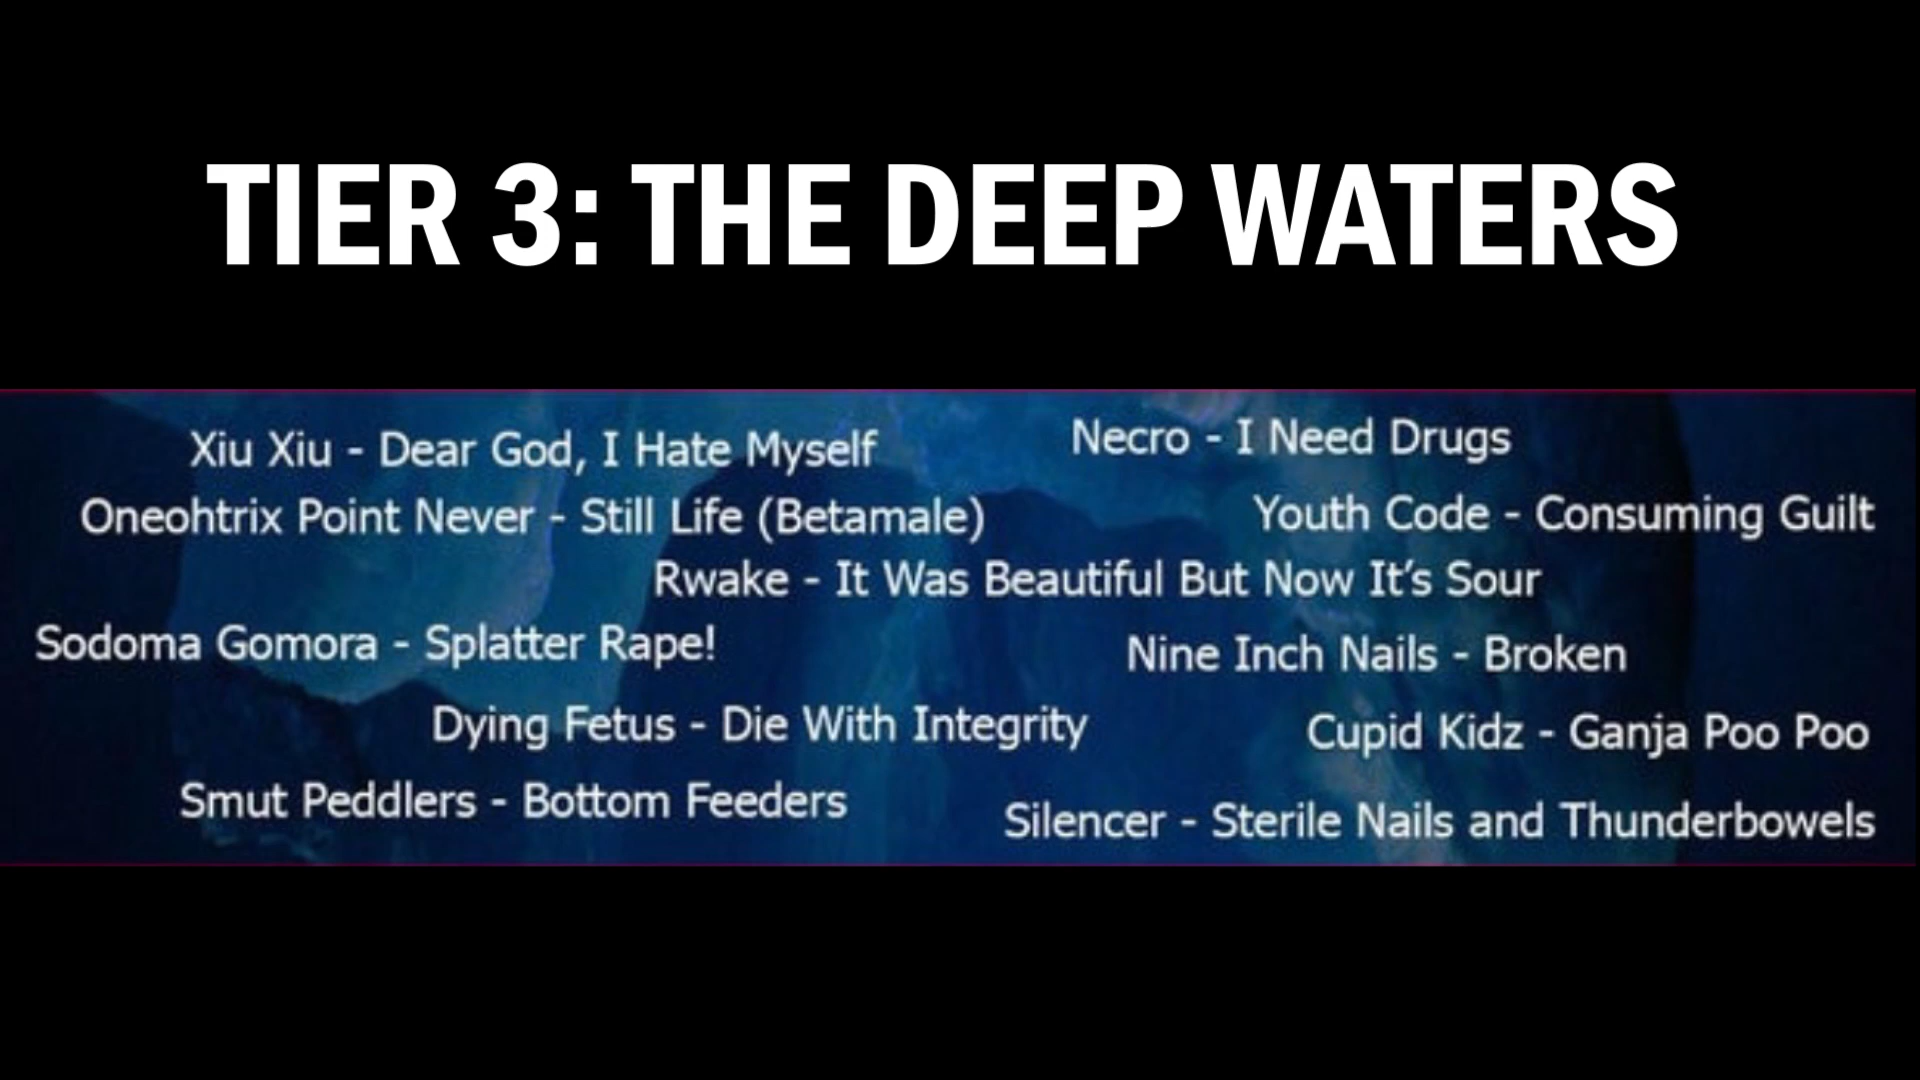 TIER 3: THE DEEP WATERS
Xiu Xiu - Dear God, I Hate Myself
Necro - I Need Drugs
Oneohtrix Point Never - Still Life (Betamale)
Youth Code - Consuming Guilt
Rwake - It Was Beautiful But Now It’s Sour
Sodoma Gomora - Splatter Rape!
Nine Inch Nails - Broken
Dying Fetus - Die With Integrity
Cupid Kidz - Ganja Poo Poo
Smut Peddlers - Bottom Feeders
Silencer - Sterile Nails and Thunderbowels